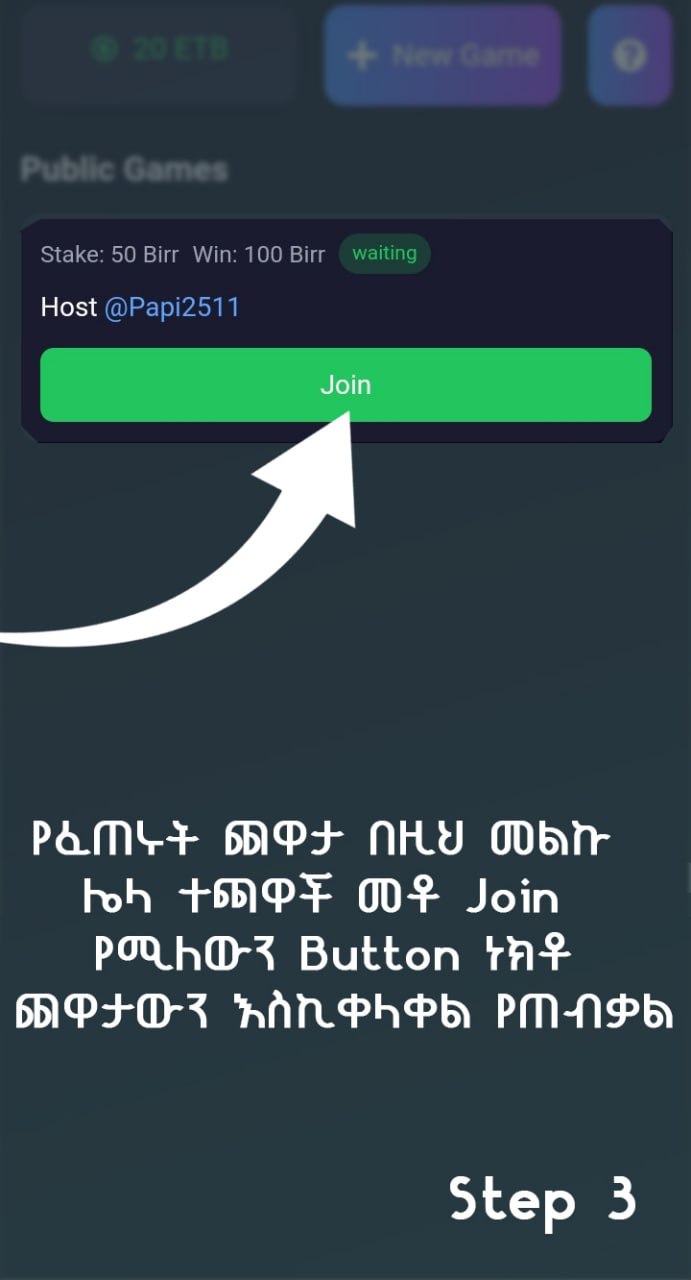 20 ETB
+ New Game
?
Public Games
Stake: 50 Birr Win: 100 Birr waiting
Host @Papi2511
Join
የፈጠሩት ጨዋታ በዚህ መልኩ
ሌላ ተጫዋች መቶ Join
የሚለውን Button ነክቶ
ጨዋታውን እስኪቀላቀል የጠብቃል
Step 3